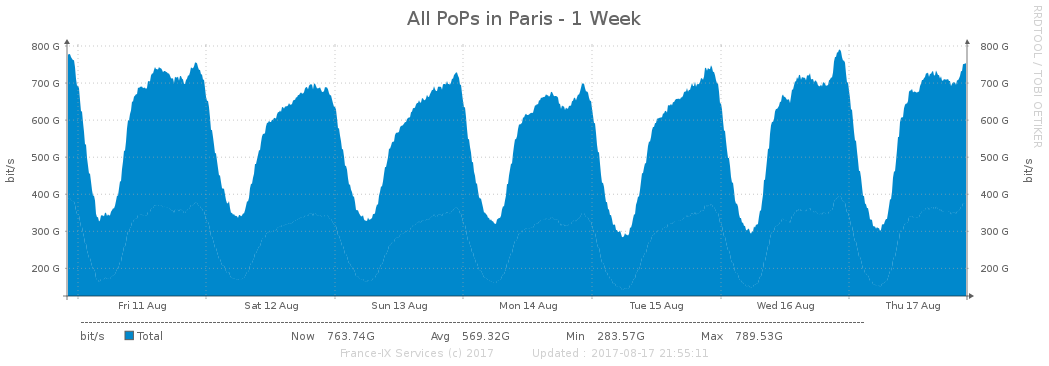 All PoPs in Paris - 1 Week
RRDTOOL / TOBI OETIKER
bit/s
800 G
700 G
600 G
500 G
400 G
300 G
200 G
800 G
700 G
600 G
500 G
400 G
300 G
200 G
bit/s
Fri 11 Aug Sat 12 Aug Sun 13 Aug Mon 14 Aug Tue 15 Aug Wed 16 Aug Thu 17 Aug
bit/s Total Now 763.74G Avg 569.32G Min 283.57G Max 789.53G
France-IX Services (c) 2017 Updated : 2017-08-17 21:55:11